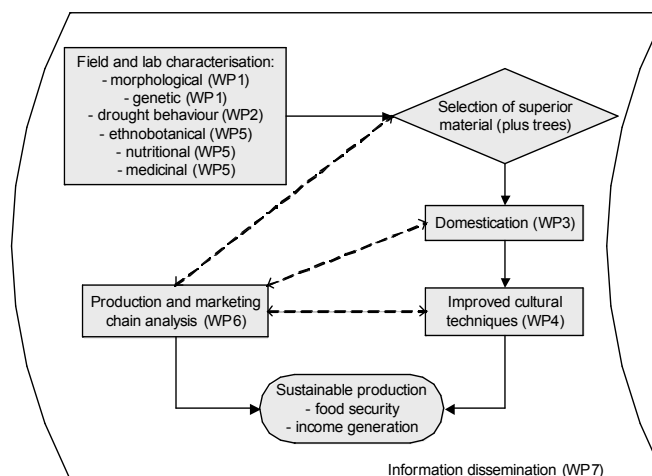 Field and lab characterisation:
- morphological (WP1)
- genetic (WP1)
- drought behaviour (WP2)
- ethnobotanical (WP5)
- nutritional (WP5)
- medicinal (WP5)
Selection of superior
material (plus trees)
Domestication (WP3)
Production and marketing
chain analysis (WP6)
Improved cultural
techniques (WP4)
Sustainable production
- food security
- income generation
Information dissemination (WP7)